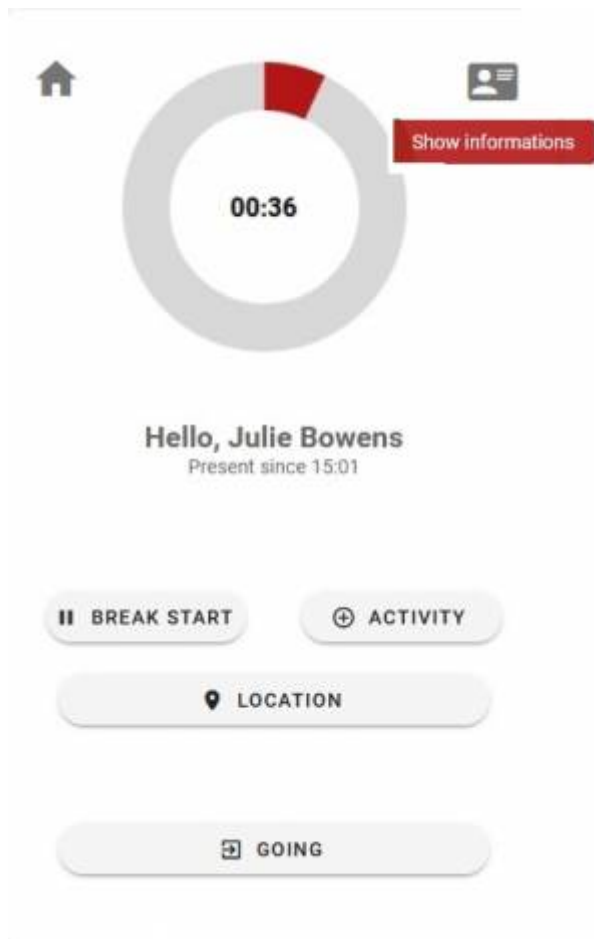 Show informations
00:36
Hello, Julie Bowens
Present since 15:01
BREAK START
ACTIVITY
LOCATION
GOING